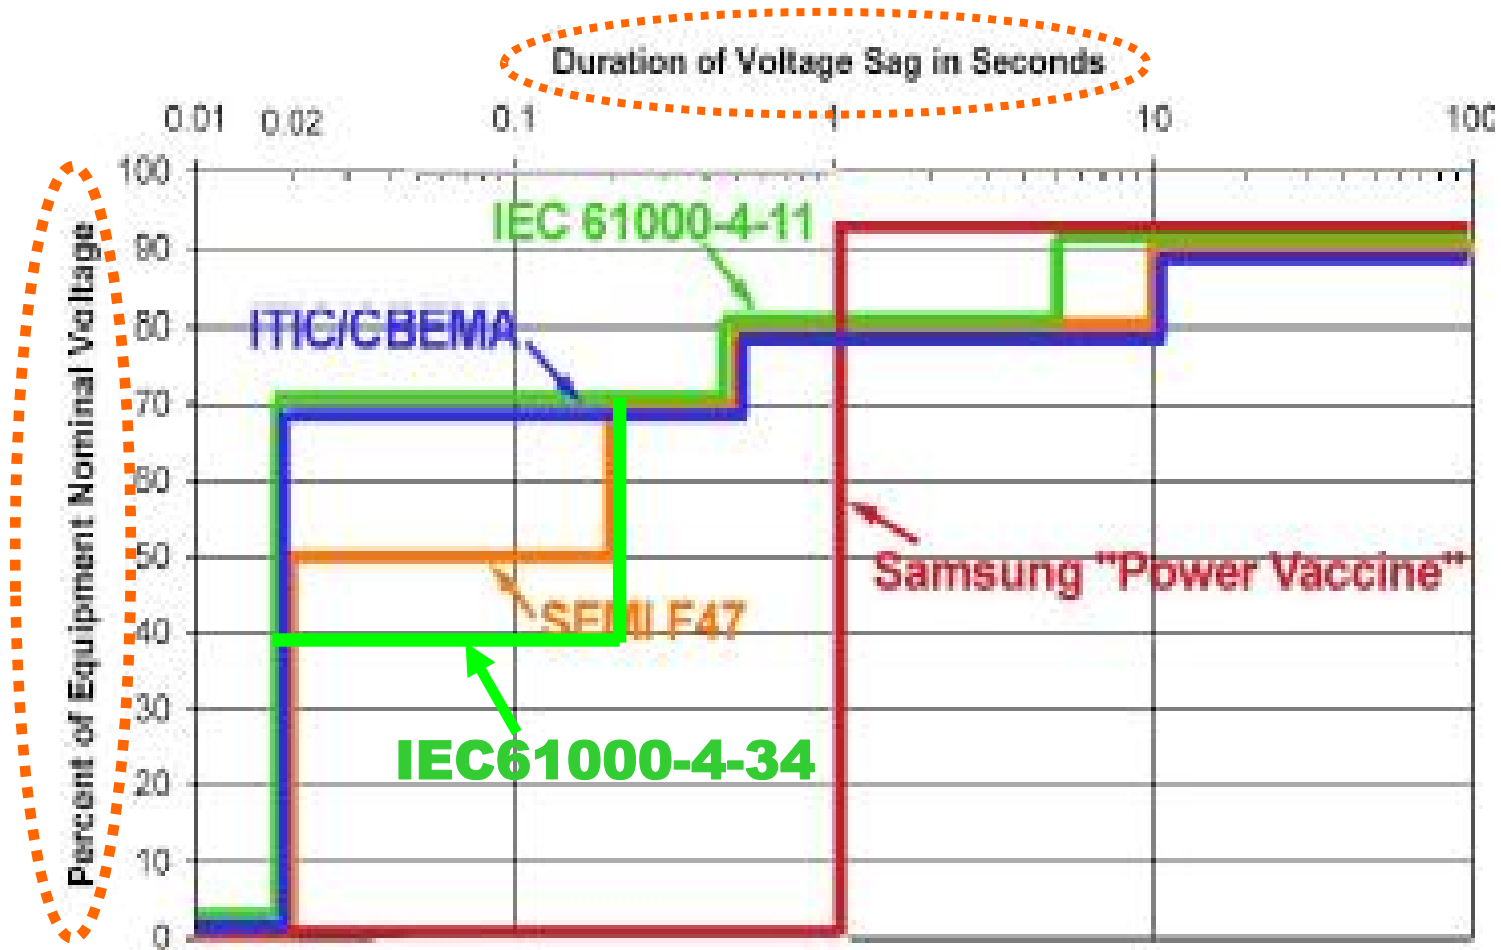 Duration of Voltage Sag in Seconds
0.01 0.02 0.1 1 10 100
Percent of Equipment Nominal Voltage
100
90
80
70
60
50
40
30
20
10
0
IEC 61000-4-11
ITIC/CBEMA
Samsung "Power Vaccine"
SEMI F47
IEC61000-4-34